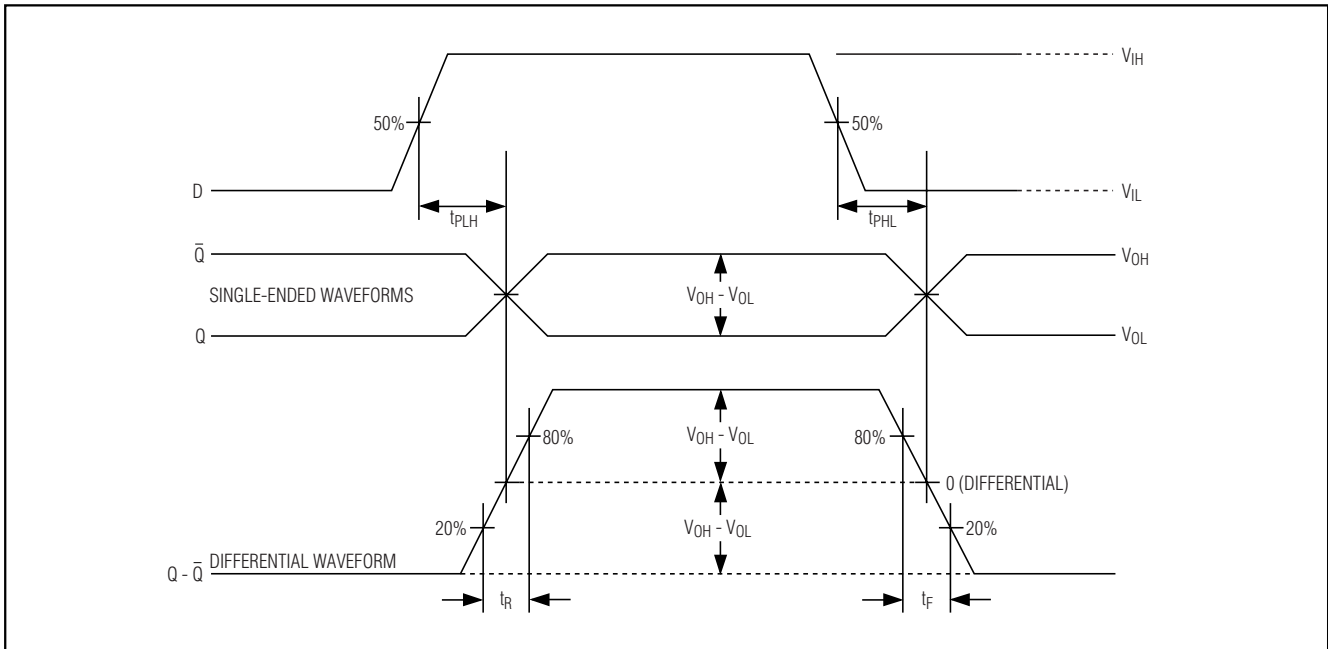 V_IH
50%
50%
D
V_IL
t_PLH
t_PHL
Q̄
V_OH
SINGLE-ENDED WAVEFORMS
V_OH - V_OL
Q
V_OL
80%
V_OH - V_OL
80%
0 (DIFFERENTIAL)
20%
V_OH - V_OL
20%
DIFFERENTIAL WAVEFORM
Q - Q̄
t_R
t_F